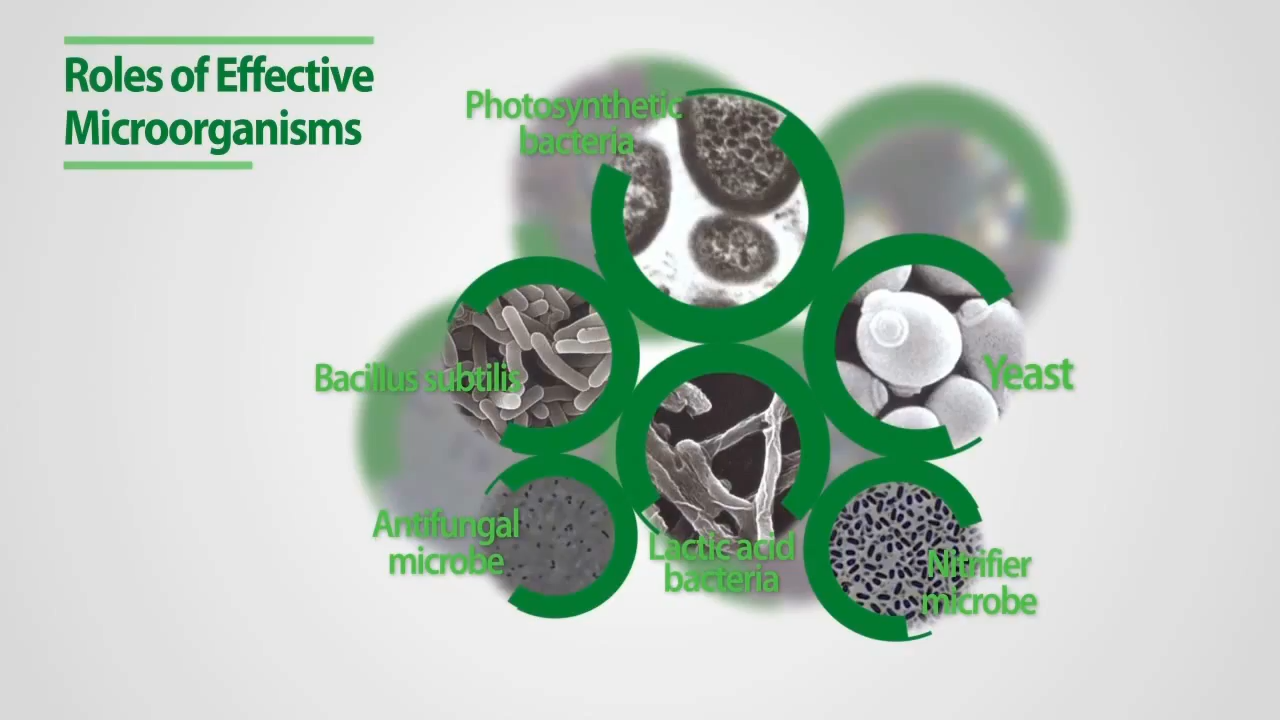 Roles of Effective
Microorganisms
Photosynthetic
bacteria
Bacillus subtilis
Yeast
Antifungal
microbe
Lactic acid
bacteria
Nitrifier
microbe